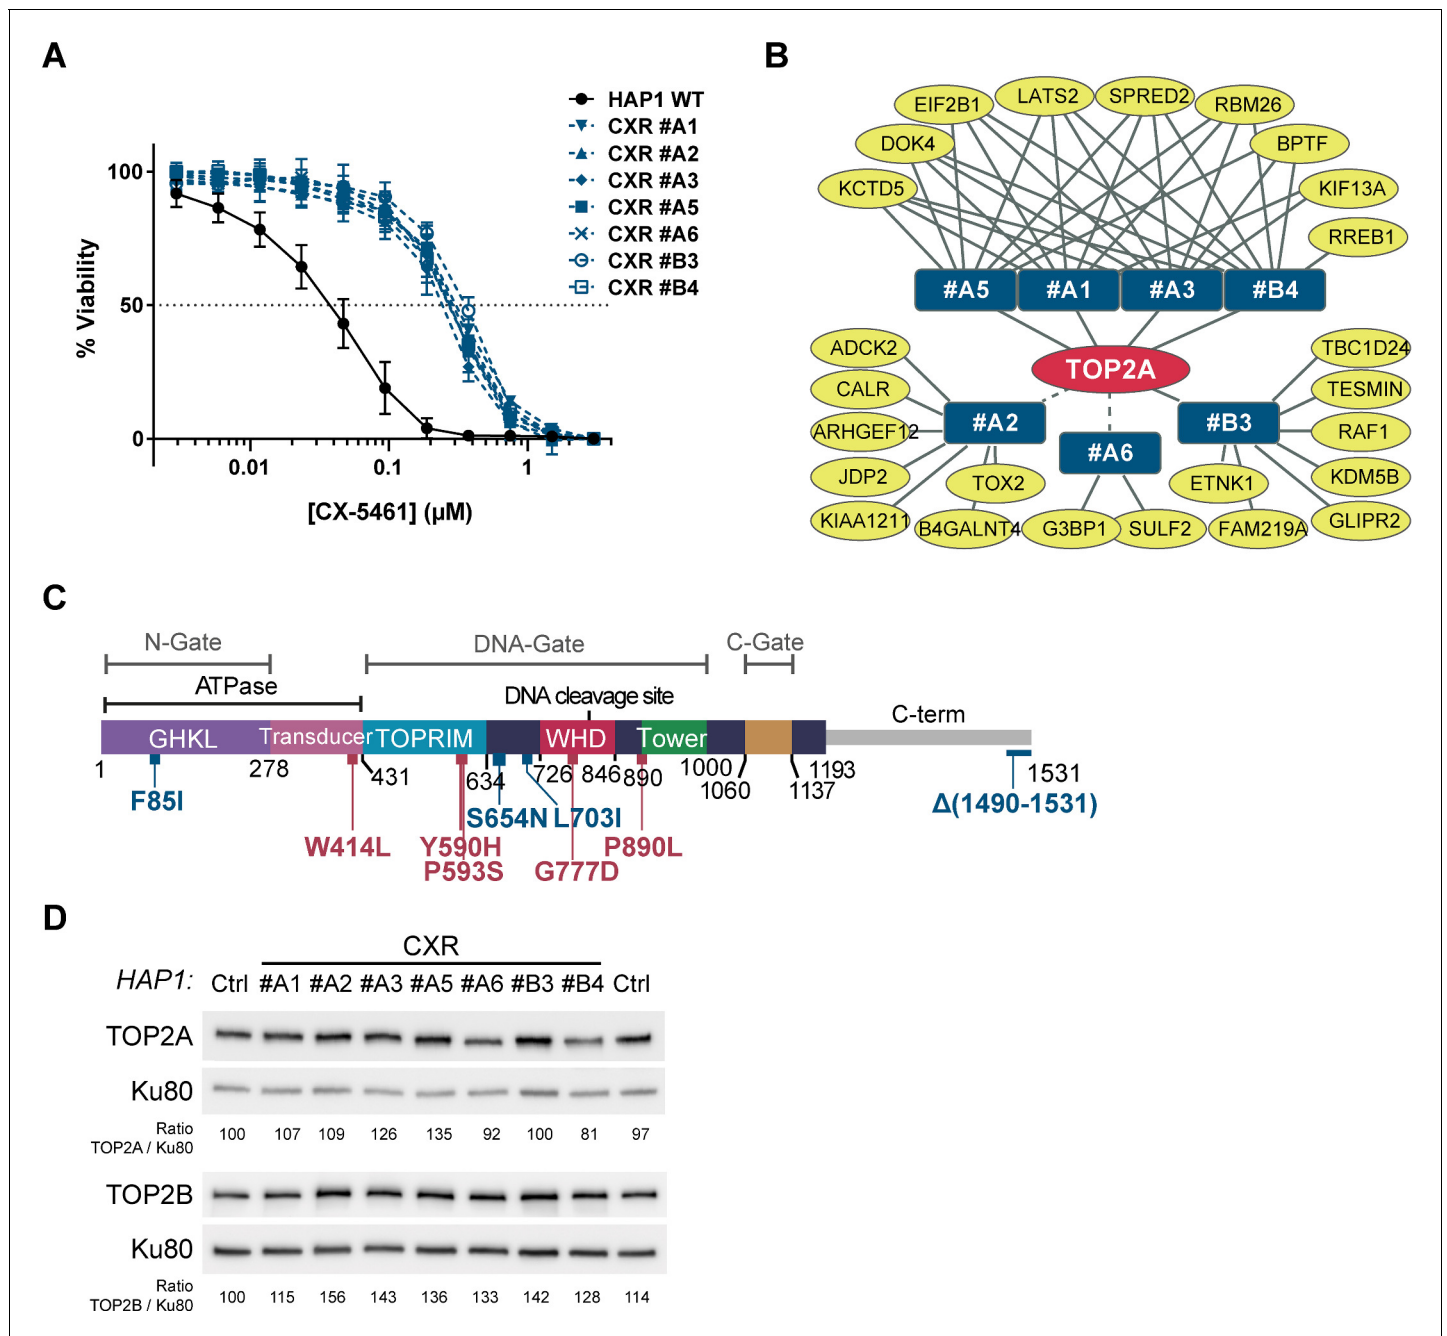 A
HAP1 WT
CXR #A1
CXR #A2
CXR #A3
CXR #A5
CXR #A6
CXR #B3
CXR #B4
100
50
0
% Viability
0.01 0.1 1
[CX-5461] (µM)
B
EIF2B1 LATS2 SPRED2 RBM26
DOK4 BPTF
KCTD5 KIF13A
RREB1
#A5 #A1 #A3 #B4
TOP2A
ADCK2 TBC1D24
CALR TESMIN
#A2 #B3
ARHGEF12 RAF1
#A6
JDP2 TOX2 ETNK1 KDM5B
KIAA1211 B4GALNT4 G3BP1 SULF2 FAM219A GLIPR2
C
N-Gate DNA-Gate C-Gate
ATPase DNA cleavage site
C-term
GHKL Transducer TOPRIM WHD Tower
1 278 431 634 726 846 890 1000 1060 1137 1193 1531
F85I S654N L703I Δ(1490-1531)
W414L Y590H P890L
P593S G777D
D
CXR
HAP1: Ctrl #A1 #A2 #A3 #A5 #A6 #B3 #B4 Ctrl
TOP2A
Ku80
Ratio
TOP2A / Ku80 100 107 109 126 135 92 100 81 97
TOP2B
Ku80
Ratio
TOP2B / Ku80 100 115 156 143 136 133 142 128 114